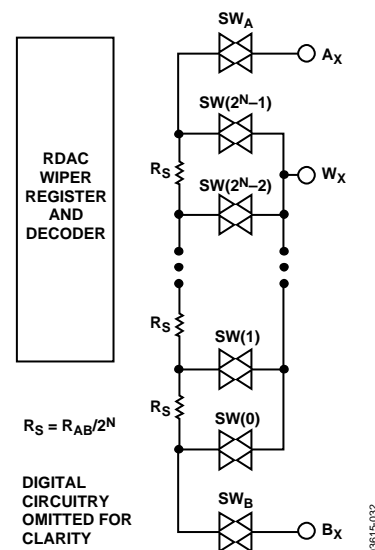 SWA
AX
SW(2N–1)
RDAC
WIPER
REGISTER
AND
DECODER
RS
WX
SW(2N–2)
RS
SW(1)
RS
SW(0)
RS = RAB/2N
DIGITAL
CIRCUITRY
OMITTED FOR
CLARITY
SWB
BX
3615-032